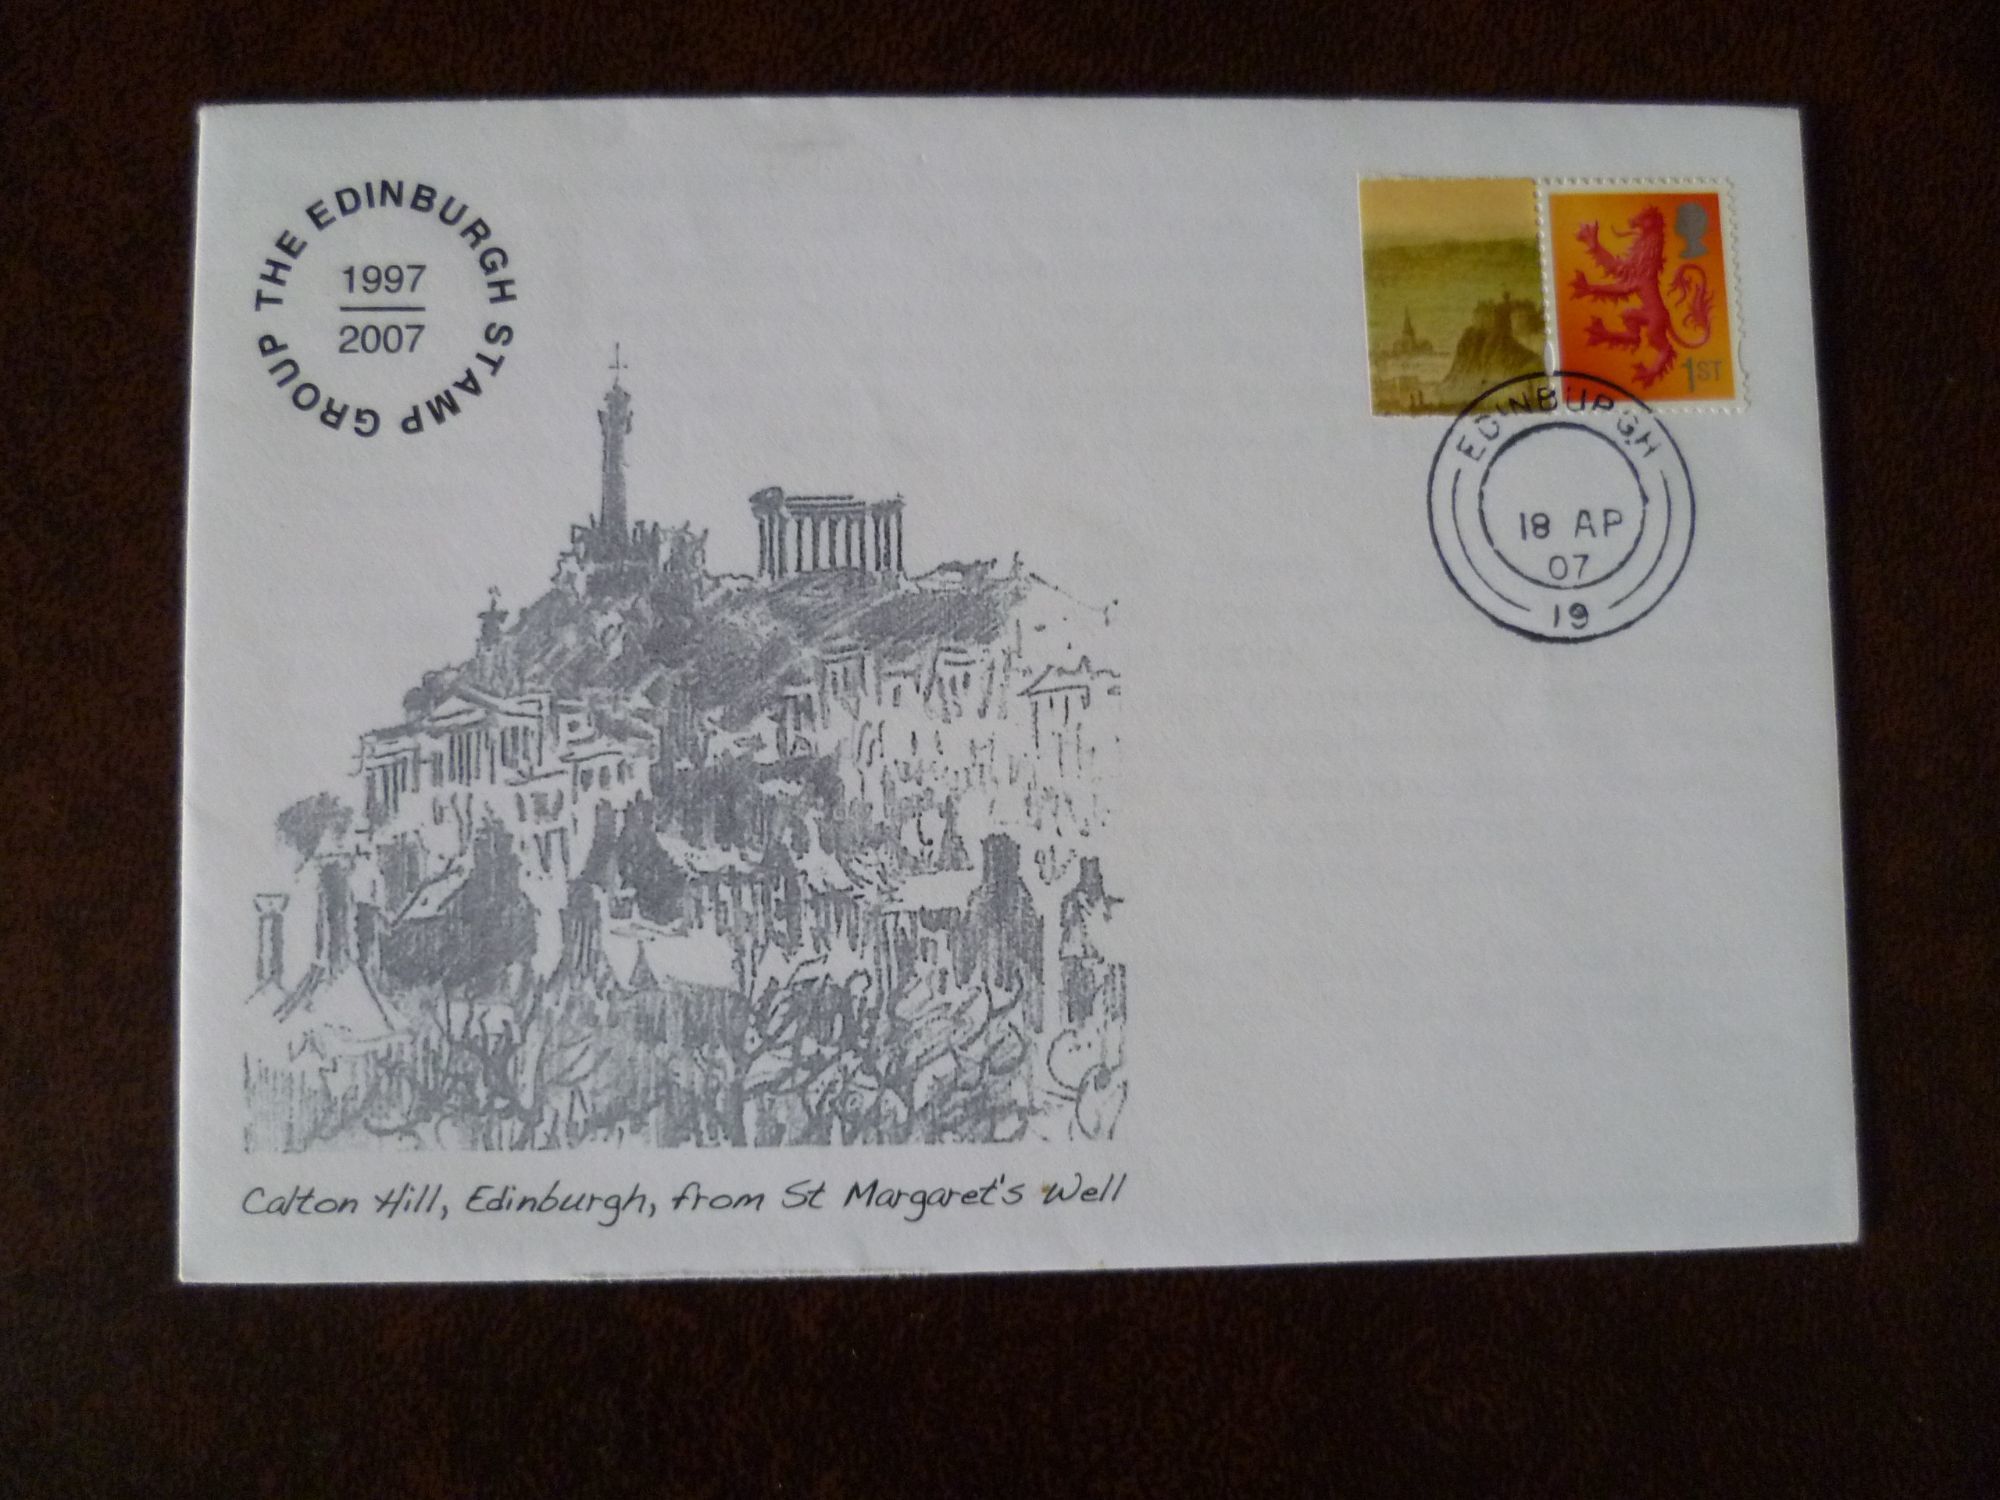 THE EDINBURGH STAMP GROUP
1997
2007
1ST
EDINBURGH
18 AP
07
19
Calton Hill, Edinburgh, from St Margaret's Well